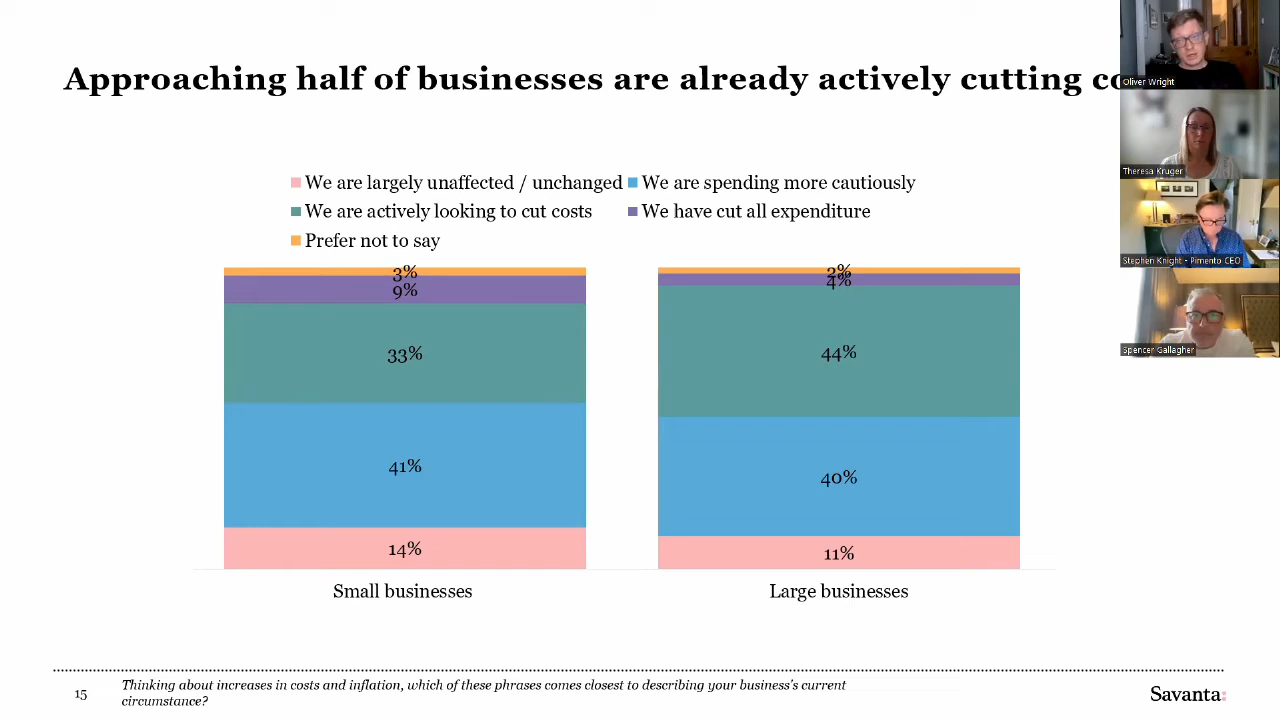 Approaching half of businesses are already actively cutting co
Oliver Wright
Theresa Kruger
Stephen Knight - Pimento CEO
Spencer Gallagher
We are largely unaffected / unchanged
We are spending more cautiously
We are actively looking to cut costs
We have cut all expenditure
Prefer not to say
3%
9%
33%
41%
14%
2%
4%
44%
40%
11%
Small businesses
Large businesses
15
Thinking about increases in costs and inflation, which of these phrases comes closest to describing your business's current
circumstance?
Savanta: